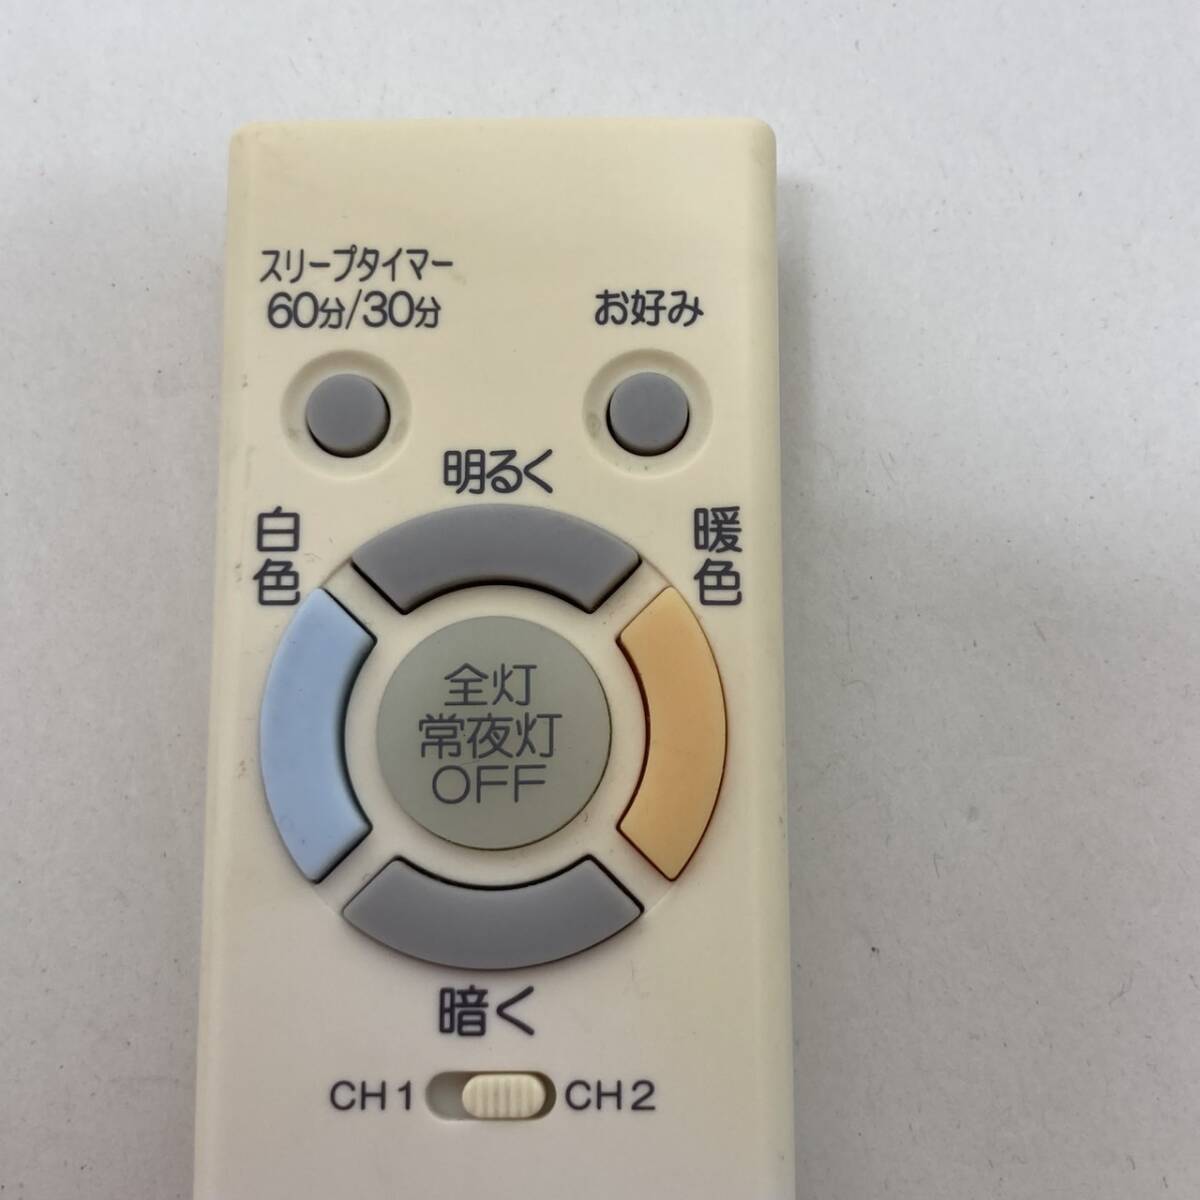 スリープタイマー
60分/30分
お好み
明るく
白色
暖色
全灯
常夜灯
OFF
暗く
CH1
CH2